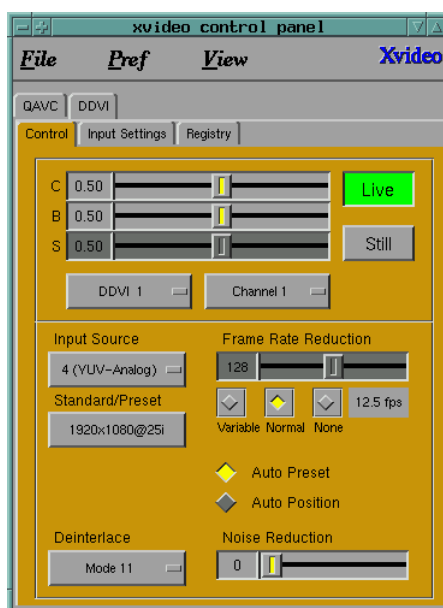 xvideo control panel
File Pref View Xvideo
QAVC DDVI
Control Input Settings Registry
C 0.50 Live
B 0.50
S 0.50 Still
DDVI 1 Channel 1
Input Source Frame Rate Reduction
4 (YUV-Analog) 128
Standard/Preset 12.5 fps
1920x1080@25i Variable Normal None
Auto Preset
Auto Position
Deinterlace Noise Reduction
Mode 11 0